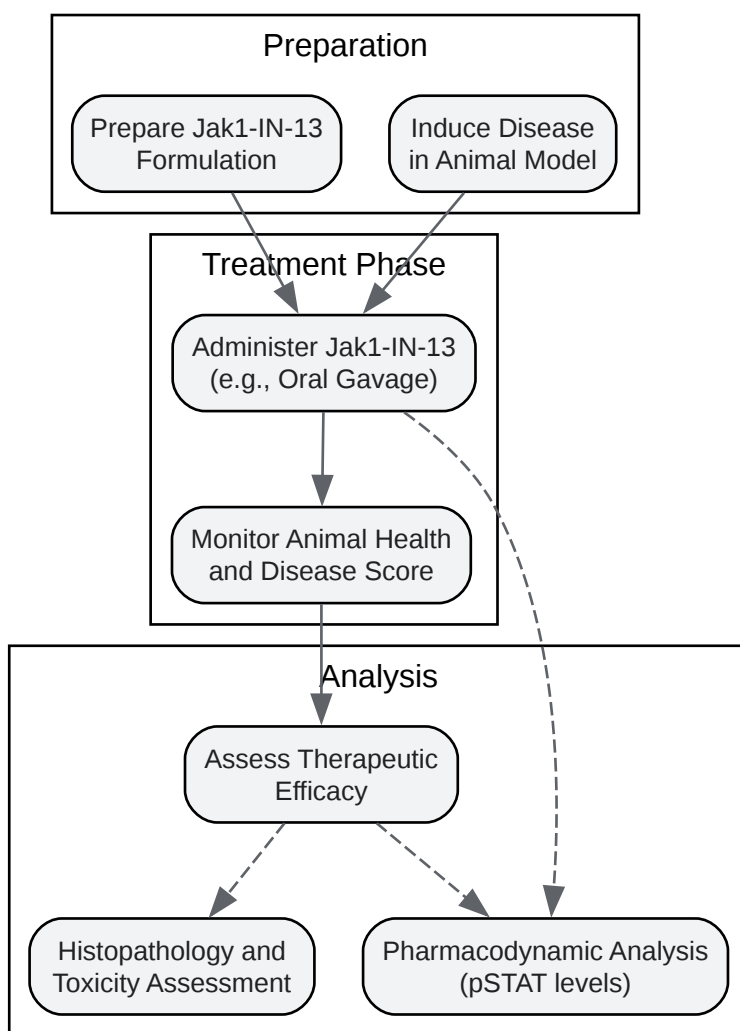 Preparation
Prepare Jak1-IN-13
Formulation
Induce Disease
in Animal Model
Treatment Phase
Administer Jak1-IN-13
(e.g., Oral Gavage)
Monitor Animal Health
and Disease Score
Analysis
Assess Therapeutic
Efficacy
Histopathology and
Toxicity Assessment
Pharmacodynamic Analysis
(pSTAT levels)